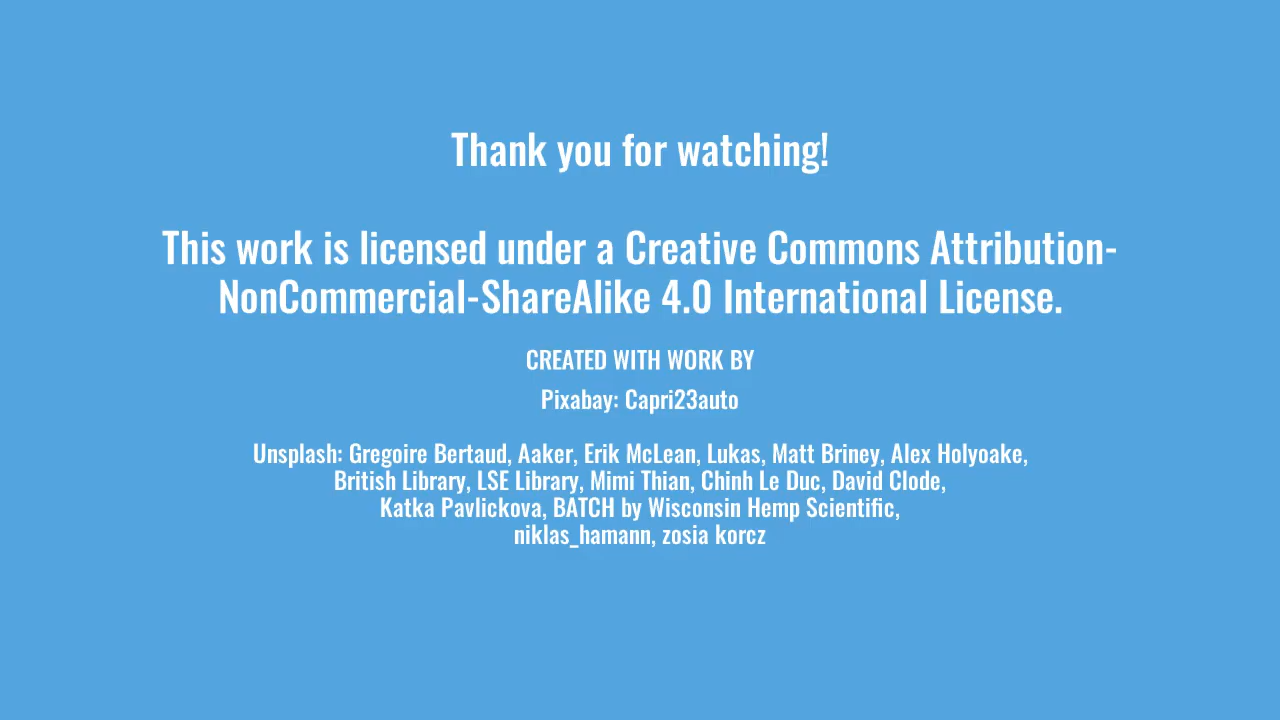 Thank you for watching!
This work is licensed under a Creative Commons Attribution-
NonCommercial-ShareAlike 4.0 International License.
CREATED WITH WORK BY
Pixabay: Capri23auto
Unsplash: Gregoire Bertaud, Aaker, Erik McLean, Lukas, Matt Briney, Alex Holyoake,
British Library, LSE Library, Mimi Thian, Chinh Le Duc, David Clode,
Katka Pavlickova, BATCH by Wisconsin Hemp Scientific,
niklas_hamann, zosia korcz